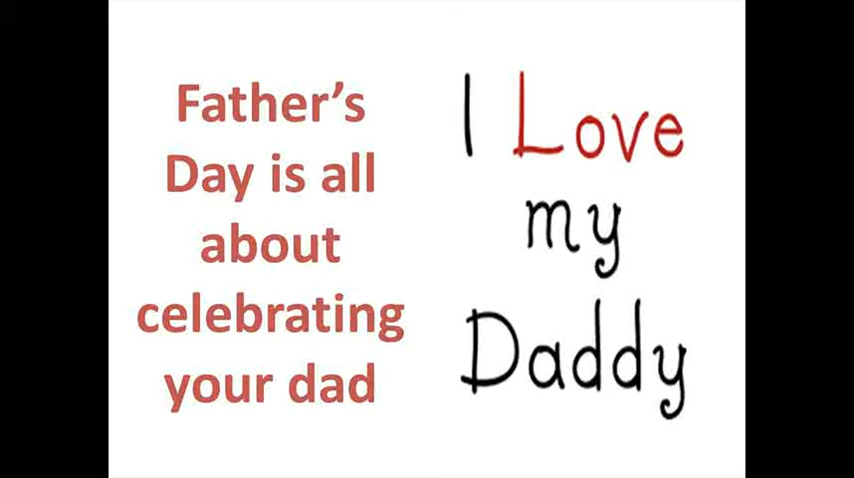 Father’s
Day is all
about
celebrating
your dad
I Love
my
Daddy